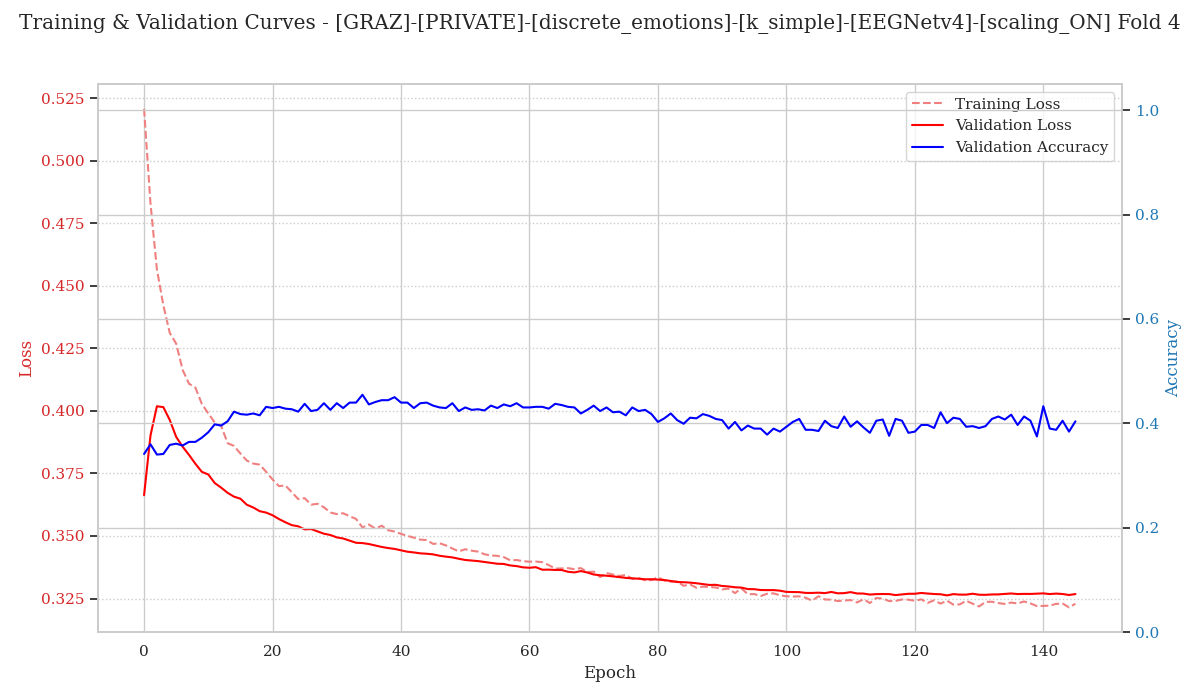 Training & Validation Curves - [GRAZ]-[PRIVATE]-[discrete_emotions]-[k_simple]-[EEGNetv4]-[scaling_ON] Fold 4
Training Loss
Validation Loss
Validation Accuracy
0.525
0.500
0.475
0.450
0.425
0.400
0.375
0.350
0.325
Loss
1.0
0.8
0.6
0.4
0.2
0.0
Accuracy
0 20 40 60 80 100 120 140
Epoch